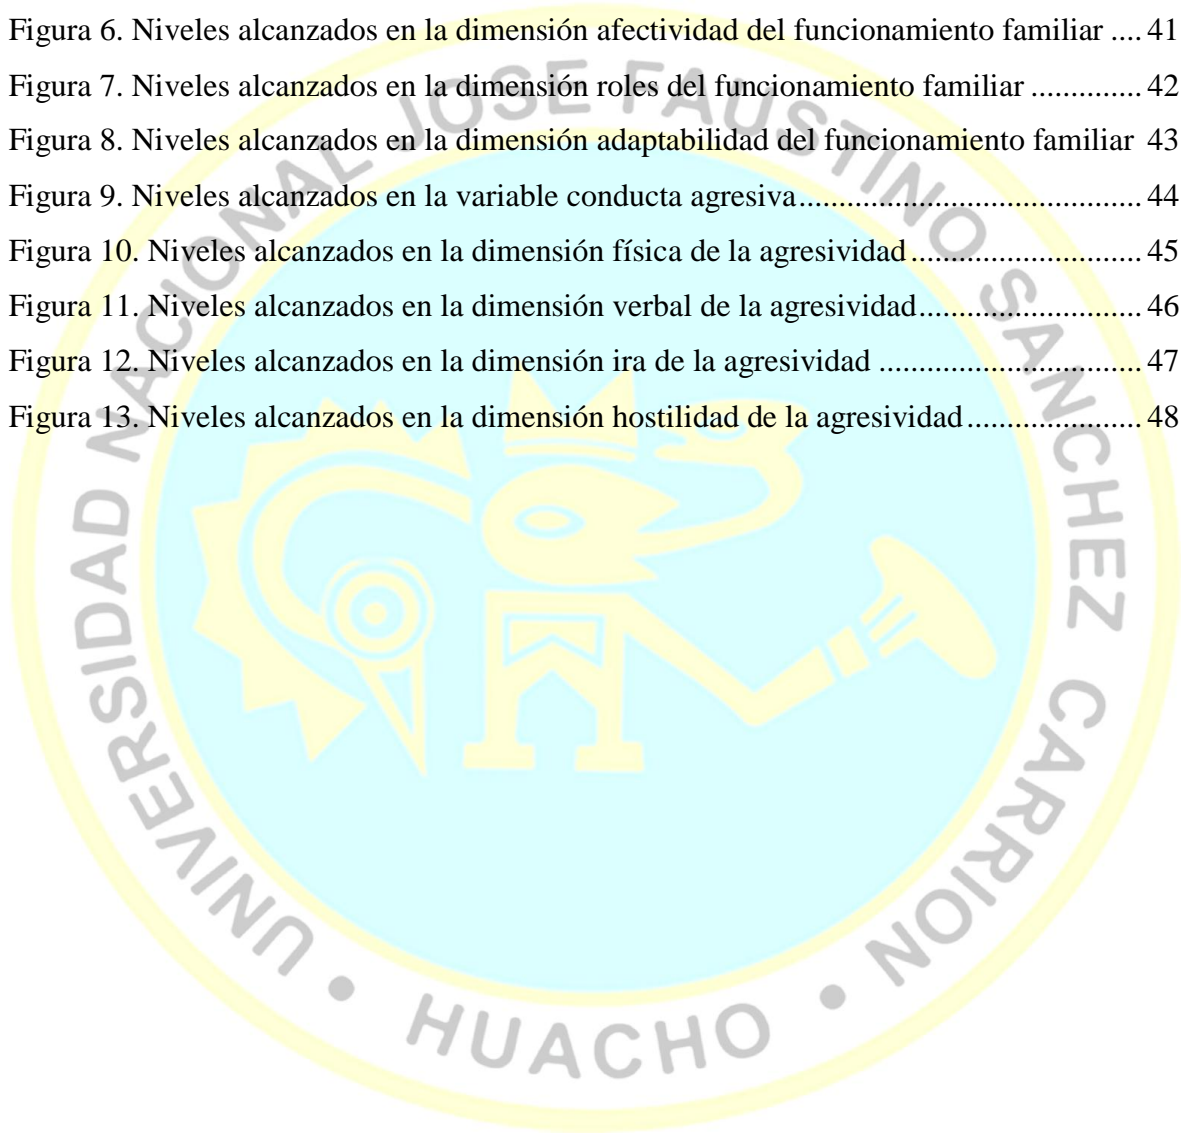 Figura 6. Niveles alcanzados en la dimensión afectividad del funcionamiento familiar .... 41
Figura 7. Niveles alcanzados en la dimensión roles del funcionamiento familiar .............. 42
Figura 8. Niveles alcanzados en la dimensión adaptabilidad del funcionamiento familiar 43
Figura 9. Niveles alcanzados en la variable conducta agresiva........................................... 44
Figura 10. Niveles alcanzados en la dimensión física de la agresividad............................. 45
Figura 11. Niveles alcanzados en la dimensión verbal de la agresividad............................ 46
Figura 12. Niveles alcanzados en la dimensión ira de la agresividad ................................. 47
Figura 13. Niveles alcanzados en la dimensión hostilidad de la agresividad...................... 48
UNIVERSIDAD NACIONAL JOSE FAUSTINO SANCHEZ CARRION • HUACHO •